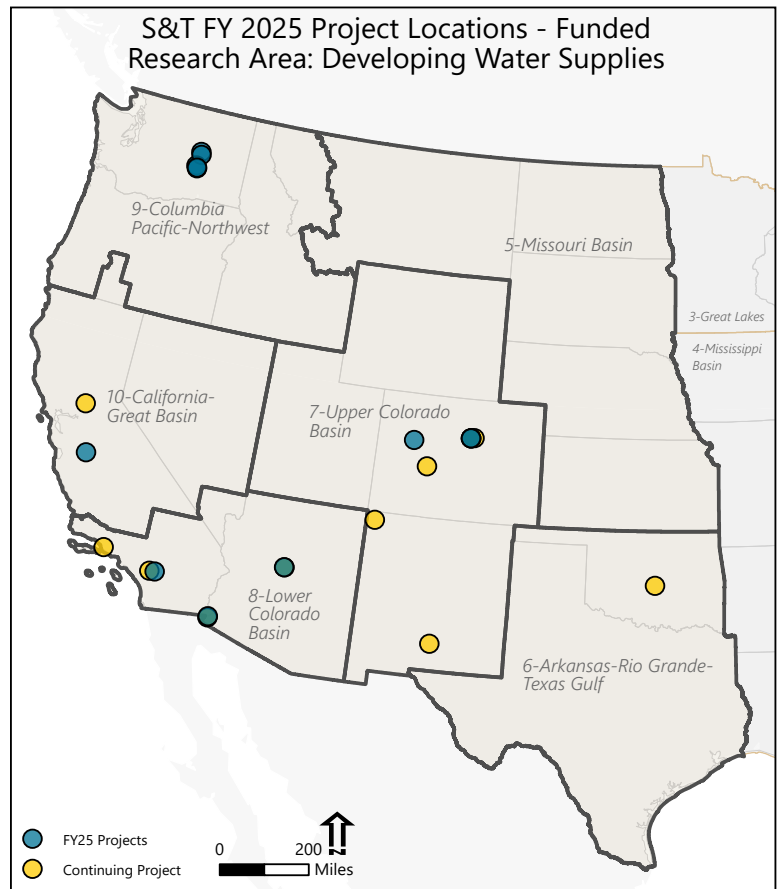 S&T FY 2025 Project Locations - Funded
Research Area: Developing Water Supplies
9-Columbia
Pacific-Northwest
5-Missouri Basin
3-Great Lakes
4-Mississippi
Basin
10-California-
Great Basin
7-Upper Colorado
Basin
8-Lower
Colorado
Basin
6-Arkansas-Rio Grande-
Texas Gulf
FY25 Projects
Continuing Project
0 200
Miles
N